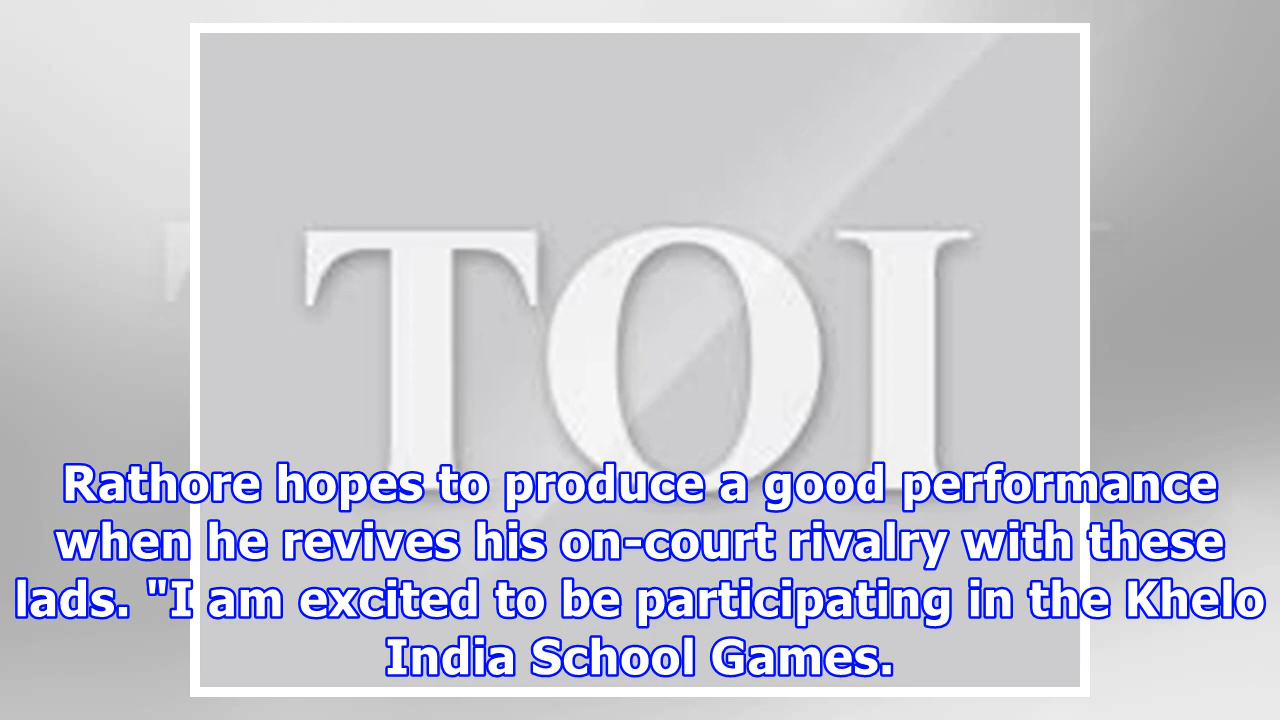 TOI
Rathore hopes to produce a good performance
when he revives his on-court rivalry with these
lads. "I am excited to be participating in the Khelo
India School Games.